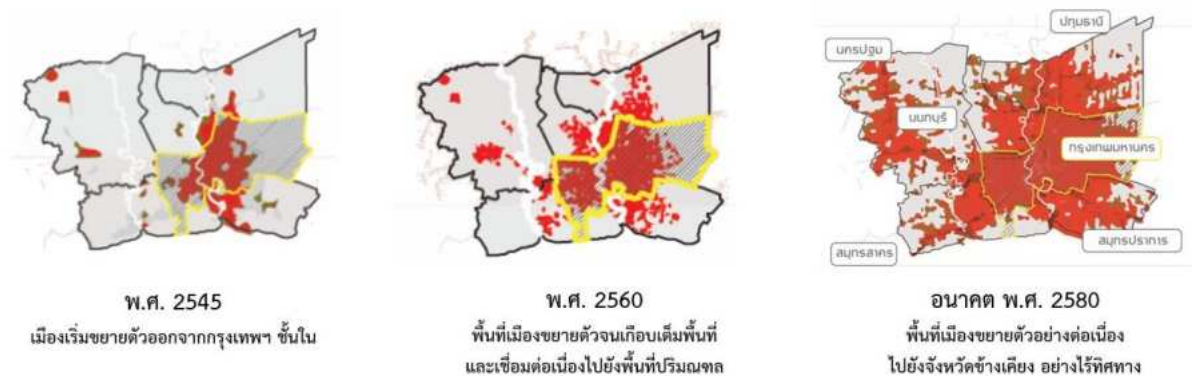 ปทุมธานี
นครปฐม
นนทบุรี
กรุงเทพมหานคร
สมุทรสาคร
สมุทรปราการ
พ.ศ. 2545
เมืองเริ่มขยายตัวออกจากกรุงเทพฯ ชั้นใน
พ.ศ. 2560
พื้นที่เมืองขยายตัวจนเกือบเต็มพื้นที่
และเชื่อมต่อเนื่องไปยังพื้นที่ปริมณฑล
อนาคต พ.ศ. 2580
พื้นที่เมืองขยายตัวอย่างต่อเนื่อง
ไปยังจังหวัดข้างเคียง อย่างไร้ทิศทาง